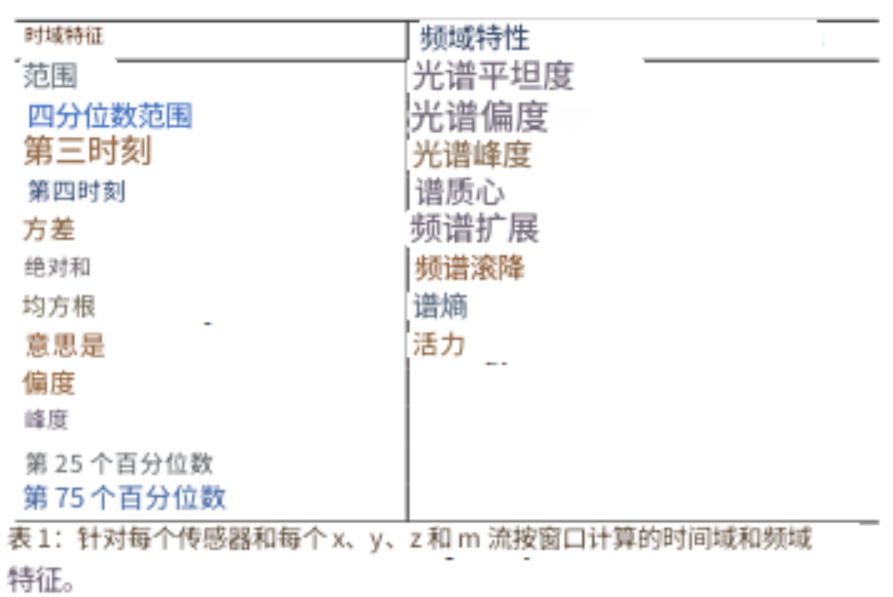 时域特征 频域特性
范围 光谱平坦度
四分位数范围 光谱偏度
第三时刻 光谱峰度
第四时刻 谱质心
方差 频谱扩展
绝对和 频谱滚降
均方根 谱熵
意思是 活力
偏度
峰度
第 25 个百分位数
第 75 个百分位数
表 1：针对每个传感器和每个 x、y、z 和 m 流按窗口计算的时间域和频域
特征。